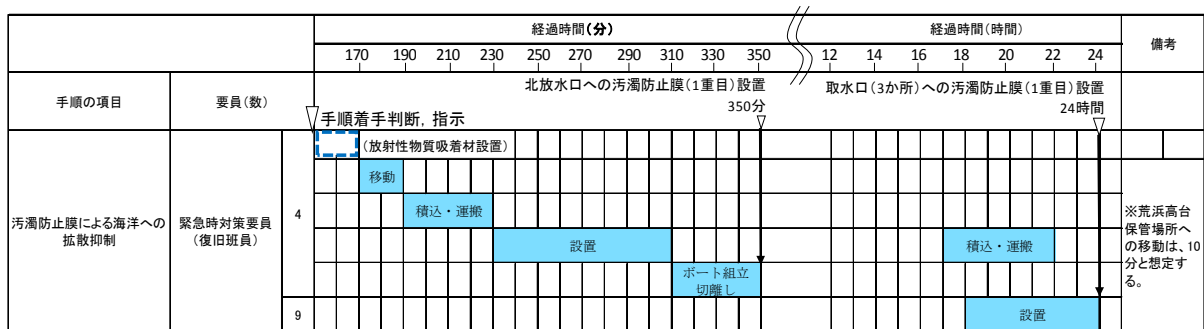 経過時間(分)
経過時間(時間)
備考
170 190 210 230 250 270 290 310 330 350 12 14 16 18 20 22 24
手順の項目
要員(数)
北放水口への汚濁防止膜(1重目)設置
350分
取水口(3か所)への汚濁防止膜(1重目)設置
24時間
手順着手判断, 指示
(放射性物質吸着材設置)
汚濁防止膜による海洋への
拡散抑制
緊急時対策要員
(復旧班員)
4
移動
積込・運搬
設置
積込・運搬
ボート組立
切離し
9
設置
※荒浜高台
保管場所へ
の移動は、10
分と想定す
る。